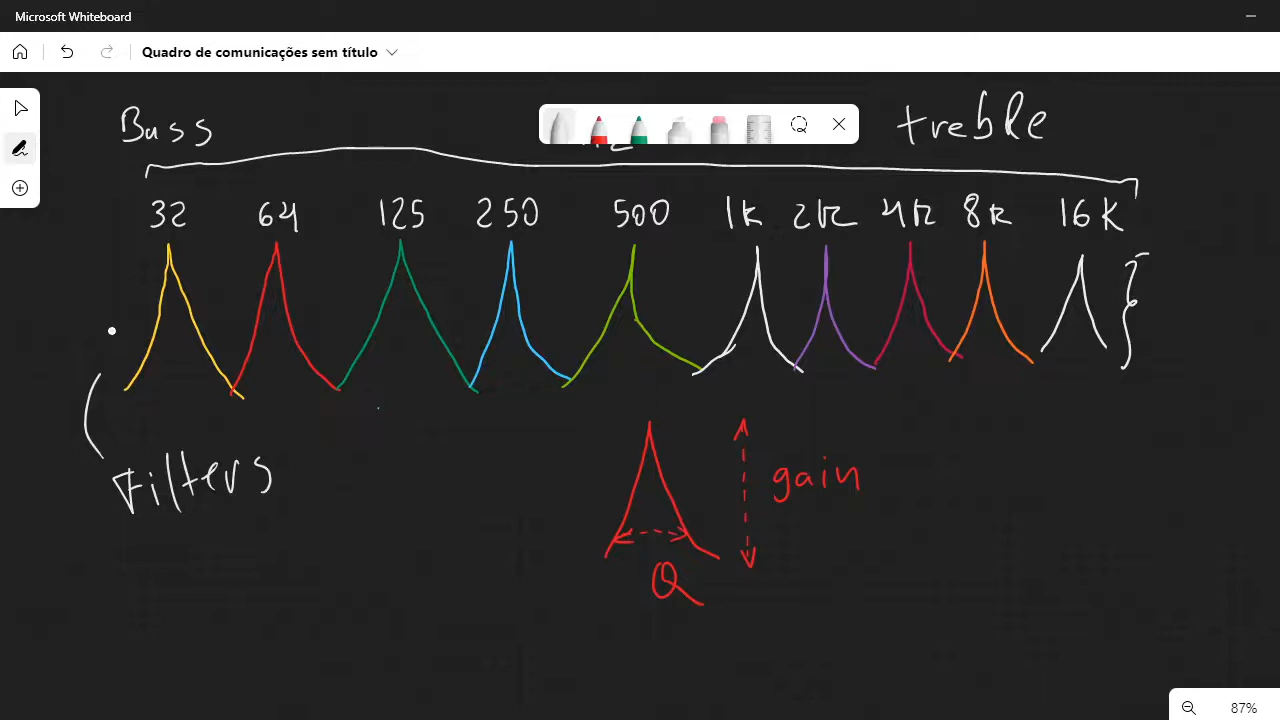 Microsoft Whiteboard
Quadro de comunicações sem título
Bass
treble
32 64 125 250 500 1k 2k 4k 8k 16k
Filters
gain
Q
87%